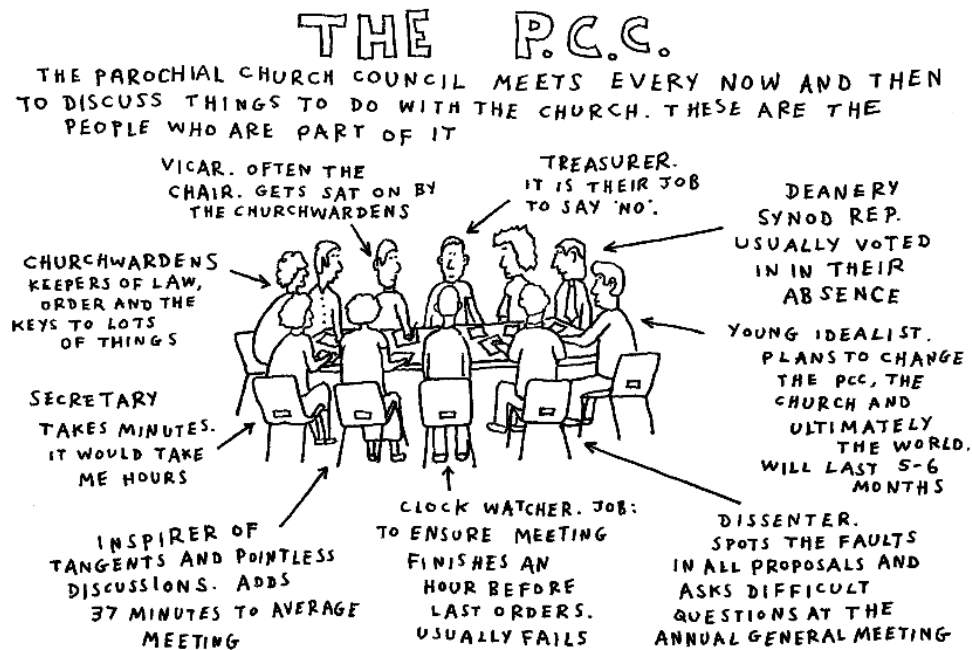 THE P.C.C.
THE PAROCHIAL CHURCH COUNCIL MEETS EVERY NOW AND THEN
TO DISCUSS THINGS TO DO WITH THE CHURCH. THESE ARE THE
PEOPLE WHO ARE PART OF IT
VICAR. OFTEN THE
CHAIR. GETS SAT ON BY
THE CHURCHWARDENS
TREASURER.
IT IS THEIR JOB
TO SAY 'NO'.
DEANERY
SYNOD REP.
USUALLY VOTED
IN IN THEIR
ABSENCE
CHURCHWARDENS
KEEPERS OF LAW,
ORDER AND THE
KEYS TO LOTS
OF THINGS
YOUNG IDEALIST.
PLANS TO CHANGE
THE PCC, THE
CHURCH AND
ULTIMATELY
THE WORLD.
WILL LAST 5-6
MONTHS
SECRETARY
TAKES MINUTES.
IT WOULD TAKE
ME HOURS
INSPIRER OF
TANGENTS AND POINTLESS
DISCUSSIONS. ADDS
37 MINUTES TO AVERAGE
MEETING
CLOCK WATCHER. JOB:
TO ENSURE MEETING
FINISHES AN
HOUR BEFORE
LAST ORDERS.
USUALLY FAILS
DISSENTER.
SPOTS THE FAULTS
IN ALL PROPOSALS AND
ASKS DIFFICULT
QUESTIONS AT THE
ANNUAL GENERAL MEETING